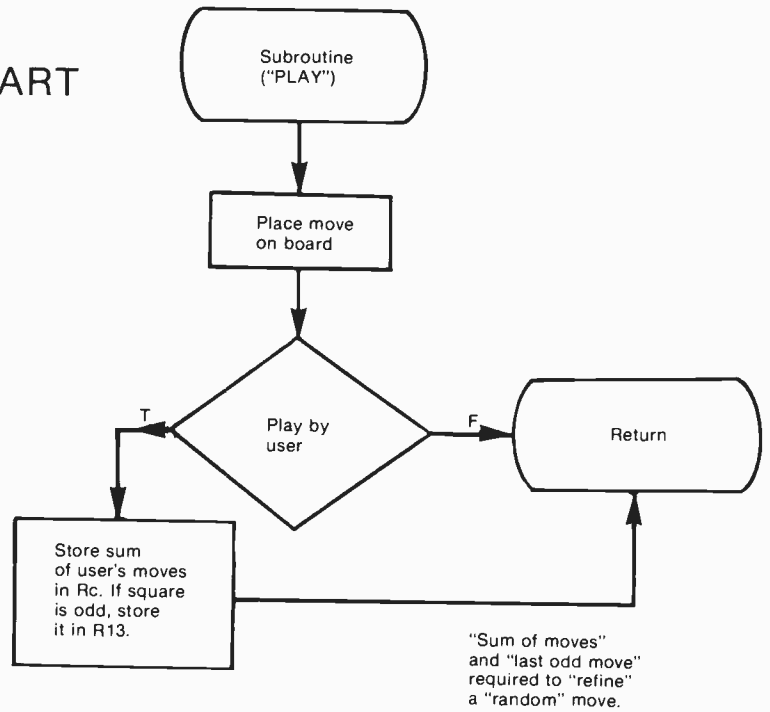 ART
Subroutine
("PLAY")
Place move
on board
Play by
user
T
F
Return
Store sum
of user's moves
in Rc. If square
is odd, store
it in R13.
"Sum of moves"
and "last odd move"
required to "refine"
a "random" move.